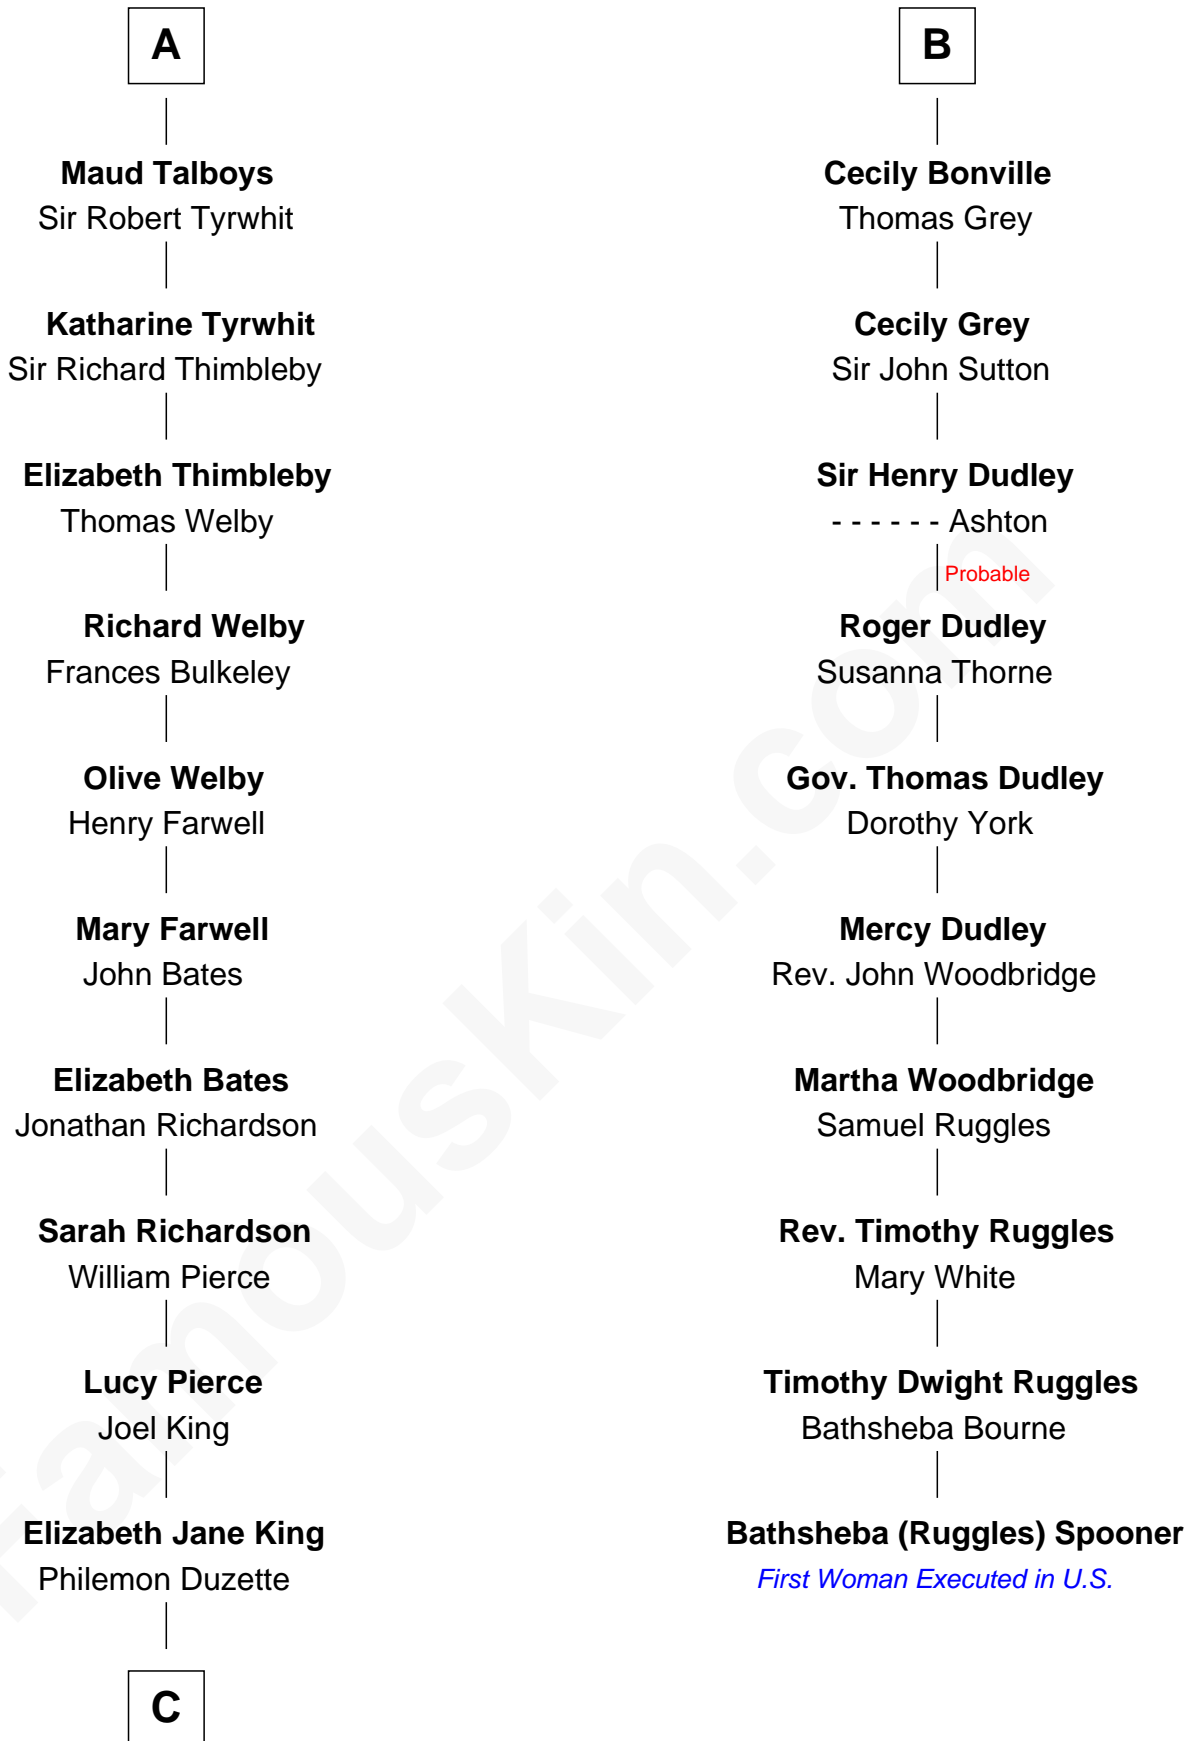 A
Maud Talboys
Sir Robert Tyrwhit
Katharine Tyrwhit
Sir Richard Thimbleby
Elizabeth Thimbleby
Thomas Welby
Richard Welby
Frances Bulkeley
Olive Welby
Henry Farwell
Mary Farwell
John Bates
Elizabeth Bates
Jonathan Richardson
Sarah Richardson
William Pierce
Lucy Pierce
Joel King
Elizabeth Jane King
Philemon Duzette
C
B
Cecily Bonville
Thomas Grey
Cecily Grey
Sir John Sutton
Sir Henry Dudley
- - - - - - Ashton
Probable
Roger Dudley
Susanna Thorne
Gov. Thomas Dudley
Dorothy York
Mercy Dudley
Rev. John Woodbridge
Martha Woodbridge
Samuel Ruggles
Rev. Timothy Ruggles
Mary White
Timothy Dwight Ruggles
Bathsheba Bourne
Bathsheba (Ruggles) Spooner
First Woman Executed in U.S.
FamousKin.com